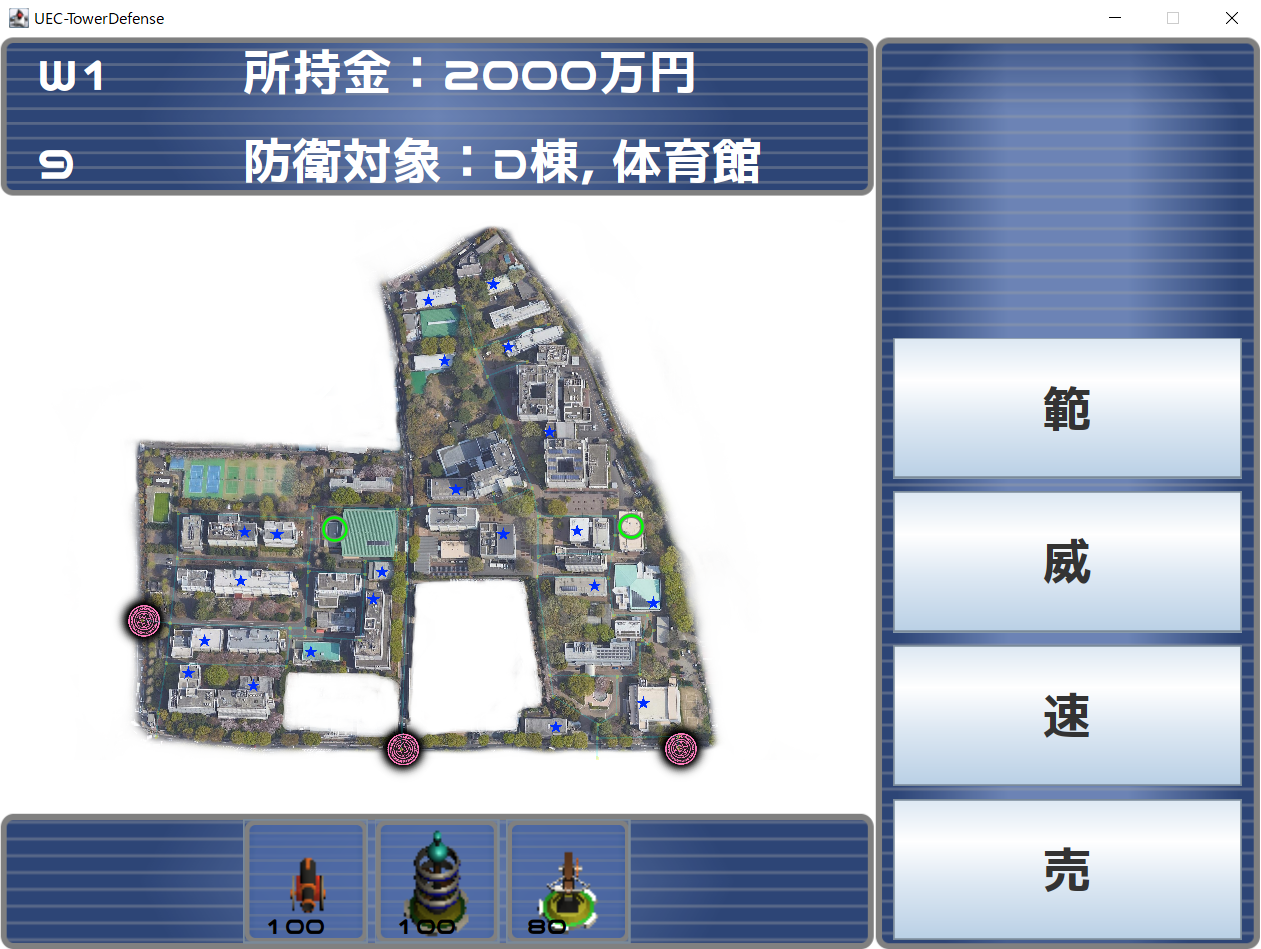 UEC-TowerDefense
W1
所持金：2000万円
9
防衛対象：D棟, 体育館
範
威
速
売
100
100
80